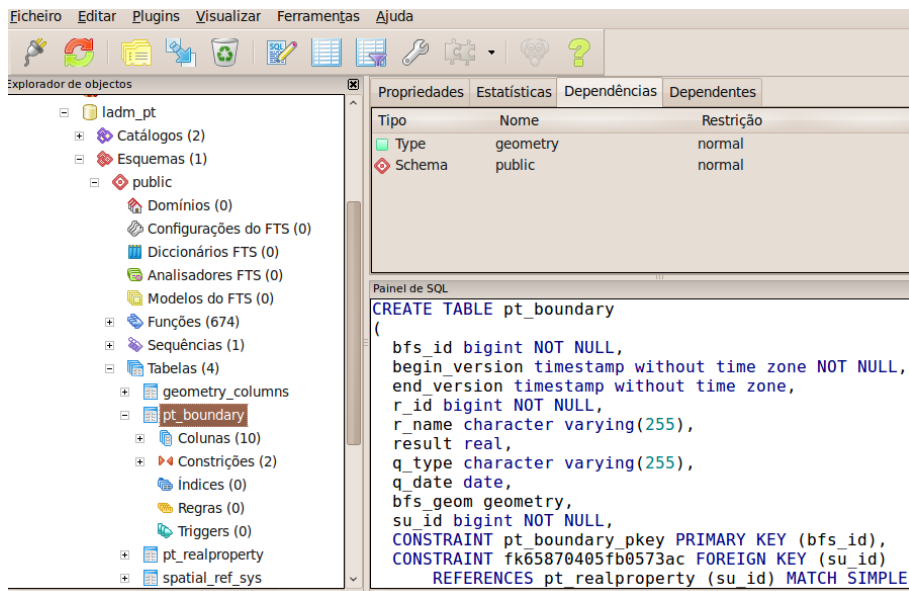 Ficheiro Editar Plugins Visualizar Ferramentas Ajuda
SQL
Explorador de objectos
ladm_pt
Catálogos (2)
Esquemas (1)
public
Domínios (0)
Configurações do FTS (0)
Diccionários FTS (0)
Analisadores FTS (0)
Modelos do FTS (0)
Funções (674)
Sequências (1)
Tabelas (4)
geometry_columns
pt_boundary
Colunas (10)
Constrições (2)
Índices (0)
Regras (0)
Triggers (0)
pt_realproperty
spatial_ref_sys
Propriedades Estatísticas Dependências Dependentes
Tipo Nome Restrição
Type geometry normal
Schema public normal
Painel de SQL
CREATE TABLE pt_boundary
(
bfs_id bigint NOT NULL,
begin_version timestamp without time zone NOT NULL,
end_version timestamp without time zone,
r_id bigint NOT NULL,
r_name character varying(255),
result real,
q_type character varying(255),
q_date date,
bfs_geom geometry,
su_id bigint NOT NULL,
CONSTRAINT pt_boundary_pkey PRIMARY KEY (bfs_id),
CONSTRAINT fk65870405fb0573ac FOREIGN KEY (su_id)
REFERENCES pt_realproperty (su_id) MATCH SIMPLE